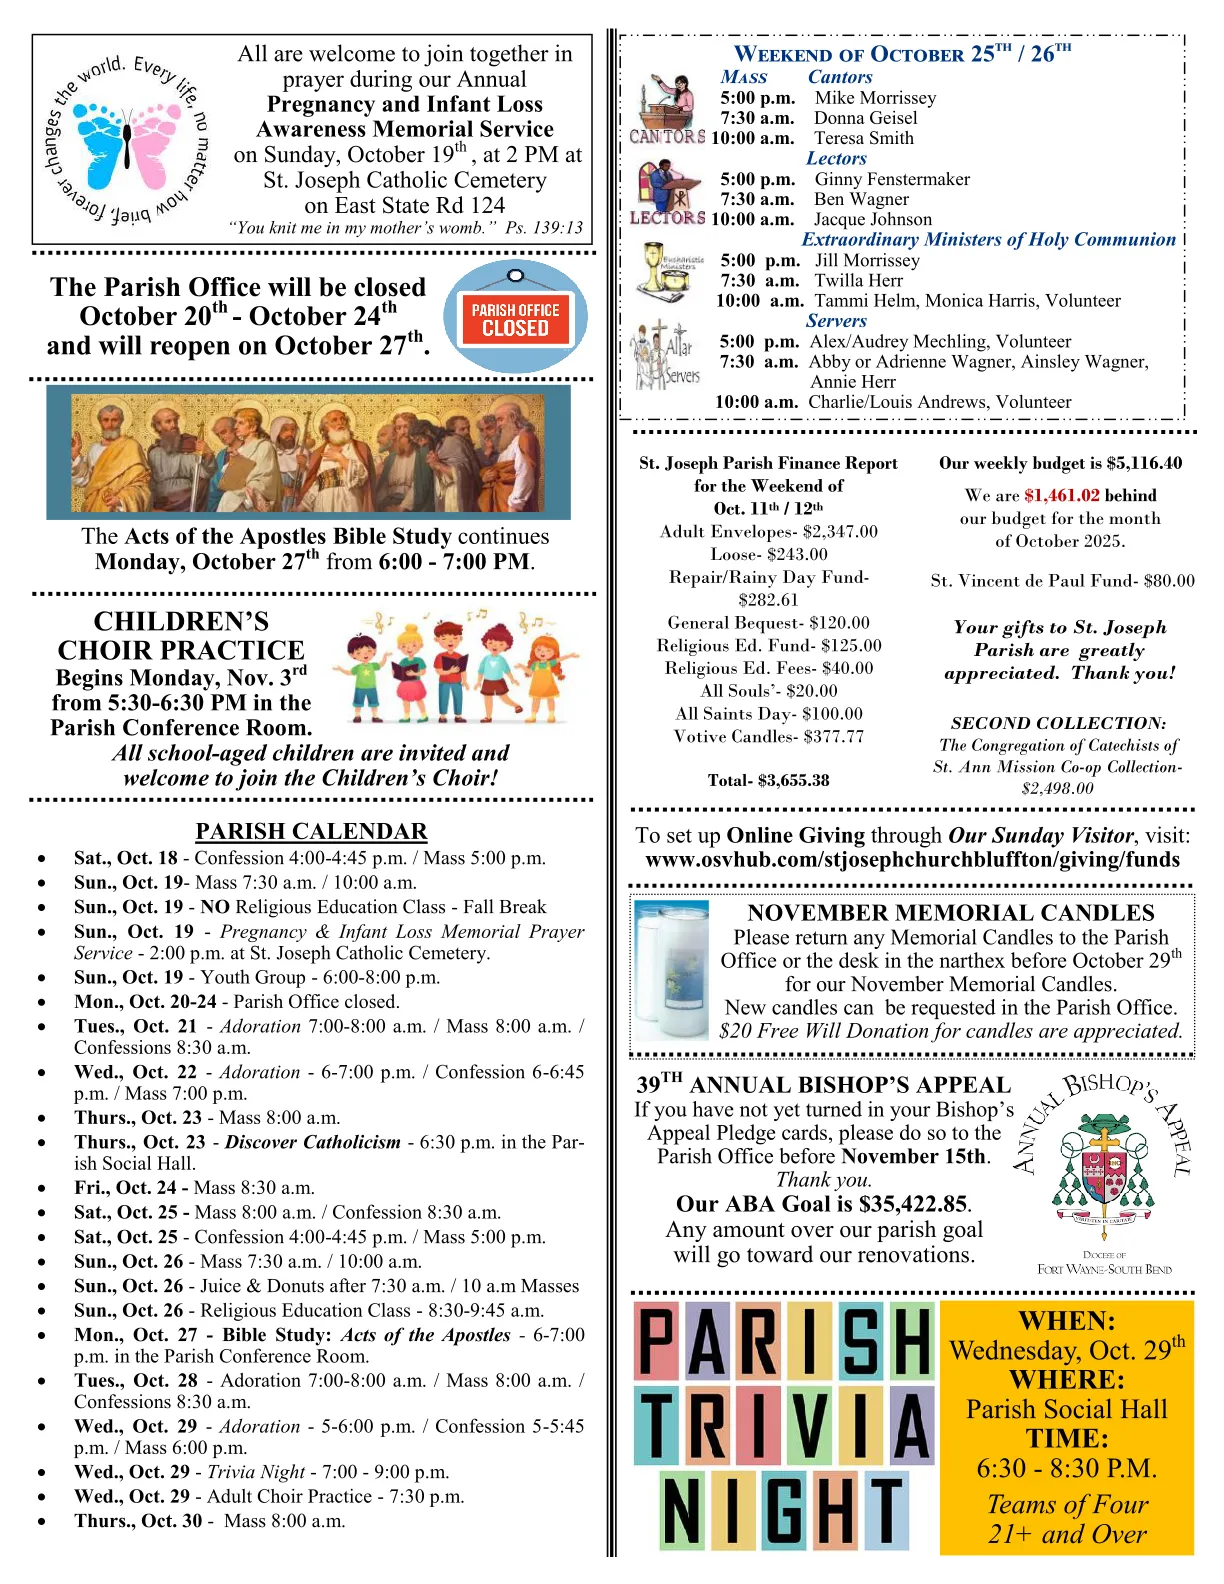 forever changes the world. Every life, no matter how brief,
All are welcome to join together in
prayer during our Annual
Pregnancy and Infant Loss
Awareness Memorial Service
on Sunday, October 19th , at 2 PM at
St. Joseph Catholic Cemetery
on East State Rd 124
“You knit me in my mother’s womb.” Ps. 139:13
The Parish Office will be closed
October 20th - October 24th
and will reopen on October 27th.
PARISH OFFICE
CLOSED
The Acts of the Apostles Bible Study continues
Monday, October 27th from 6:00 - 7:00 PM.
CHILDREN’S
CHOIR PRACTICE
Begins Monday, Nov. 3rd
from 5:30-6:30 PM in the
Parish Conference Room.
All school-aged children are invited and
welcome to join the Children’s Choir!
PARISH CALENDAR
• Sat., Oct. 18 - Confession 4:00-4:45 p.m. / Mass 5:00 p.m.
• Sun., Oct. 19- Mass 7:30 a.m. / 10:00 a.m.
• Sun., Oct. 19 - NO Religious Education Class - Fall Break
• Sun., Oct. 19 - Pregnancy & Infant Loss Memorial Prayer
Service - 2:00 p.m. at St. Joseph Catholic Cemetery.
• Sun., Oct. 19 - Youth Group - 6:00-8:00 p.m.
• Mon., Oct. 20-24 - Parish Office closed.
• Tues., Oct. 21 - Adoration 7:00-8:00 a.m. / Mass 8:00 a.m. /
Confessions 8:30 a.m.
• Wed., Oct. 22 - Adoration - 6-7:00 p.m. / Confession 6-6:45
p.m. / Mass 7:00 p.m.
• Thurs., Oct. 23 - Mass 8:00 a.m.
• Thurs., Oct. 23 - Discover Catholicism - 6:30 p.m. in the Par-
ish Social Hall.
• Fri., Oct. 24 - Mass 8:30 a.m.
• Sat., Oct. 25 - Mass 8:00 a.m. / Confession 8:30 a.m.
• Sat., Oct. 25 - Confession 4:00-4:45 p.m. / Mass 5:00 p.m.
• Sun., Oct. 26 - Mass 7:30 a.m. / 10:00 a.m.
• Sun., Oct. 26 - Juice & Donuts after 7:30 a.m. / 10 a.m Masses
• Sun., Oct. 26 - Religious Education Class - 8:30-9:45 a.m.
• Mon., Oct. 27 - Bible Study: Acts of the Apostles - 6-7:00
p.m. in the Parish Conference Room.
• Tues., Oct. 28 - Adoration 7:00-8:00 a.m. / Mass 8:00 a.m. /
Confessions 8:30 a.m.
• Wed., Oct. 29 - Adoration - 5-6:00 p.m. / Confession 5-5:45
p.m. / Mass 6:00 p.m.
• Wed., Oct. 29 - Trivia Night - 7:00 - 9:00 p.m.
• Wed., Oct. 29 - Adult Choir Practice - 7:30 p.m.
• Thurs., Oct. 30 - Mass 8:00 a.m.
WEEKEND OF OCTOBER 25TH / 26TH
MASS Cantors
5:00 p.m. Mike Morrissey
7:30 a.m. Donna Geisel
CANTORS
10:00 a.m. Teresa Smith
Lectors
5:00 p.m. Ginny Fenstermaker
7:30 a.m. Ben Wagner
LECTORS
10:00 a.m. Jacque Johnson
Extraordinary Ministers of Holy Communion
Eucharistic
Ministers
5:00 p.m. Jill Morrissey
7:30 a.m. Twilla Herr
10:00 a.m. Tammi Helm, Monica Harris, Volunteer
Servers
Altar
Servers
5:00 p.m. Alex/Audrey Mechling, Volunteer
7:30 a.m. Abby or Adrienne Wagner, Ainsley Wagner,
Annie Herr
10:00 a.m. Charlie/Louis Andrews, Volunteer
St. Joseph Parish Finance Report
for the Weekend of
Oct. 11th / 12th
Adult Envelopes- $2,347.00
Loose- $243.00
Repair/Rainy Day Fund-
$282.61
General Bequest- $120.00
Religious Ed. Fund- $125.00
Religious Ed. Fees- $40.00
All Souls’- $20.00
All Saints Day- $100.00
Votive Candles- $377.77
Total- $3,655.38
Our weekly budget is $5,116.40
We are $1,461.02 behind
our budget for the month
of October 2025.
St. Vincent de Paul Fund- $80.00
Your gifts to St. Joseph
Parish are greatly
appreciated. Thank you!
SECOND COLLECTION:
The Congregation of Catechists of
St. Ann Mission Co-op Collection-
$2,498.00
To set up Online Giving through Our Sunday Visitor, visit:
www.osvhub.com/stjosephchurchbluffton/giving/funds
NOVEMBER MEMORIAL CANDLES
Please return any Memorial Candles to the Parish
Office or the desk in the narthex before October 29th
for our November Memorial Candles.
New candles can be requested in the Parish Office.
$20 Free Will Donation for candles are appreciated.
39TH ANNUAL BISHOP’S APPEAL
If you have not yet turned in your Bishop’s
Appeal Pledge cards, please do so to the
Parish Office before November 15th.
Thank you.
Our ABA Goal is $35,422.85.
Any amount over our parish goal
will go toward our renovations.
ANNUAL BISHOP'S APPEAL
VERITATEM IN CARITATE
DIOCESE OF
FORT WAYNE-SOUTH BEND
PARISH
TRIVIA
NIGHT
WHEN:
Wednesday, Oct. 29th
WHERE:
Parish Social Hall
TIME:
6:30 - 8:30 P.M.
Teams of Four
21+ and Over